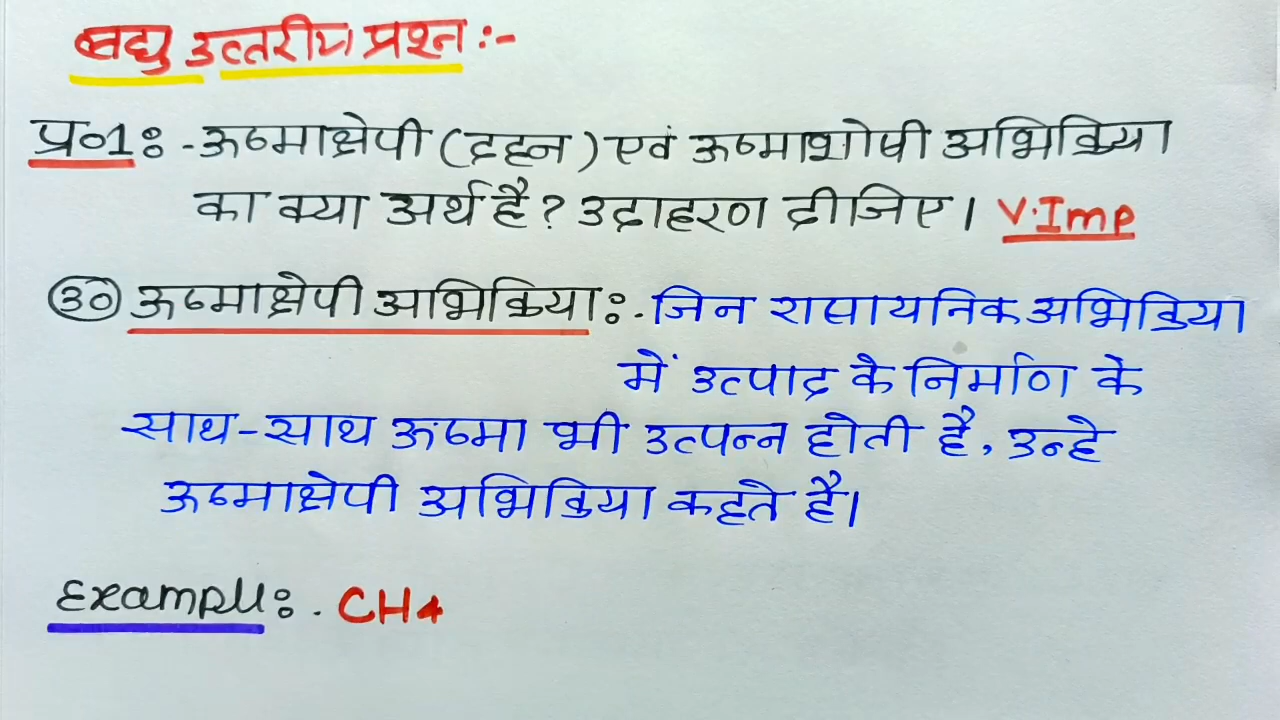 लघु उत्तरीय प्रश्न :-
प्र०1: - ऊष्माक्षेपी (दहन) एवं ऊष्माशोषी अभिक्रिया
का क्या अर्थ है? उदाहरण दीजिए। V.Imp
उ० ऊष्माक्षेपी अभिक्रिया:- जिन रासायनिक अभिक्रिया
में उत्पाद के निर्माण के
साथ-साथ ऊष्मा भी उत्पन्न होती है, उन्हे
ऊष्माक्षेपी अभिक्रिया कहते है।
Example:- CH4